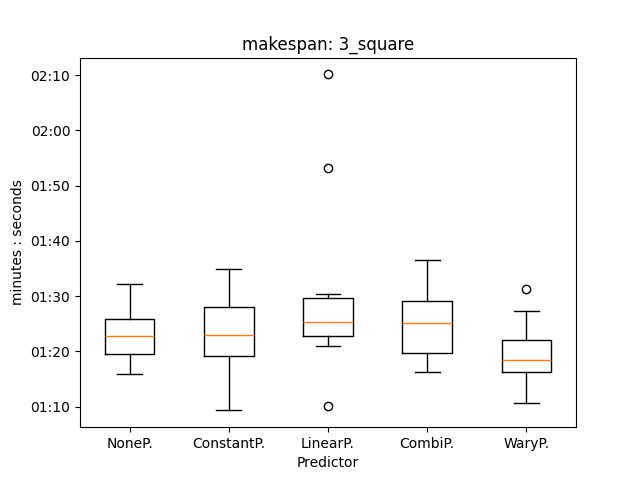 makespan: 3_square
02:10
02:00
01:50
01:40
01:30
01:20
01:10
minutes : seconds
NoneP. ConstantP. LinearP. CombiP. WaryP.
Predictor